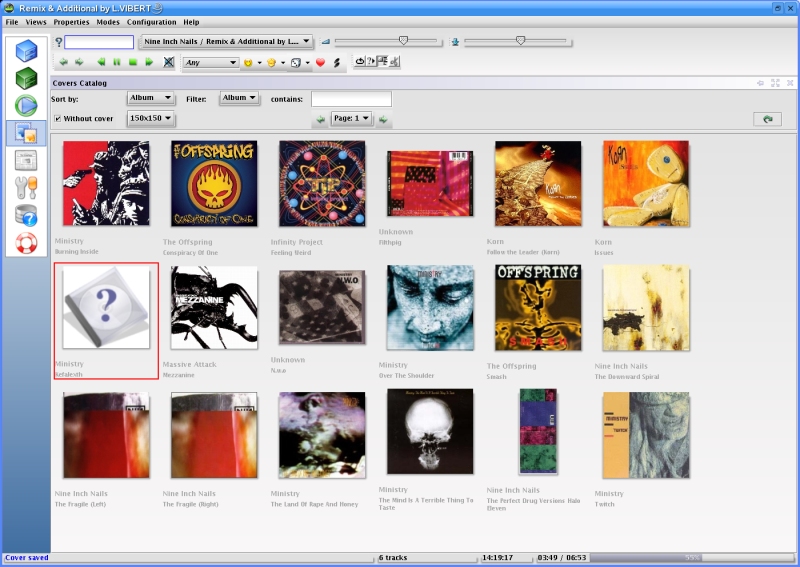 Remix & Additional by L.VIBERT
File Views Properties Modes Configuration Help
? Nine Inch Nails / Remix & Additional by L...
Any
Covers Catalog
Sort by: Album Filter: Album contains:
Without cover 150x150 Page: 1
THE OFFSPRING
CONSPIRACY OF ONE
KoЯn
KoЯn
Ministry
Burning Inside
The Offspring
Conspiracy Of One
Infinity Project
Feeling Weird
Unknown
Filthpig
Korn
Follow the Leader (Korn)
Korn
Issues
?
MEZZANINE
MINISTRY
OFFSPRING
SMASH
Ministry
Refalesth
Massive Attack
Mezzanine
Unknown
N.w.o
Ministry
Over The Shoulder
The Offspring
Smash
Nine Inch Nails
The Downward Spiral
MINISTRY
TWITCH
Nine Inch Nails
The Fragile (Left)
Nine Inch Nails
The Fragile (Right)
Ministry
The Land Of Rape And Honey
Ministry
The Mind Is A Terrible Thing To
Taste
Nine Inch Nails
The Perfect Drug Versions Halo
Eleven
Ministry
Twitch
Cover saved 6 tracks 14:19:17 03:49 / 06:53 55%